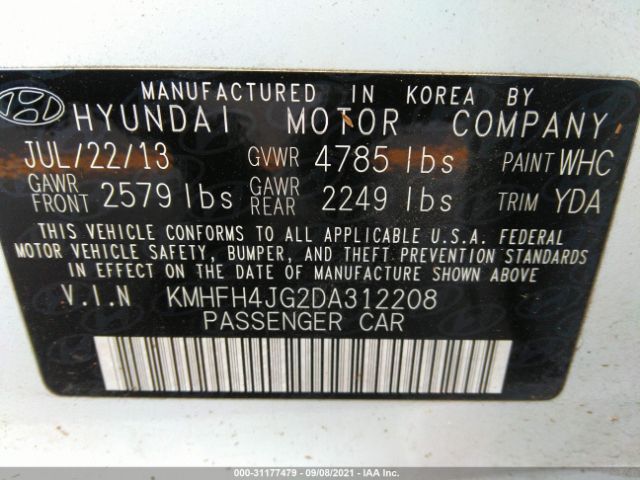 MANUFACTURED IN KOREA BY
HYUNDAI MOTOR COMPANY
JUL/22/13 GVWR 4785 lbs PAINT WHC
GAWR FRONT 2579 lbs GAWR REAR 2249 lbs TRIM YDA
THIS VEHICLE CONFORMS TO ALL APPLICABLE U.S.A. FEDERAL
MOTOR VEHICLE SAFETY, BUMPER, AND THEFT PREVENTION STANDARDS
IN EFFECT ON THE DATE OF MANUFACTURE SHOWN ABOVE
V.I.N KMHFH4JG2DA312208
PASSENGER CAR
000-31177479 - 09/08/2021 - IAA Inc.